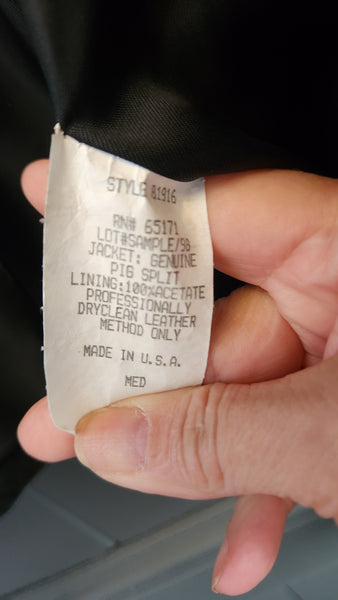 STYLE 81916
RN# 65171
LOT#SAMPLE/98
JACKET: GENUINE
PIG SPLIT
LINING:100%ACETATE
PROFESSIONALLY
DRYCLEAN LEATHER
METHOD ONLY
MADE IN U.S.A.
MED